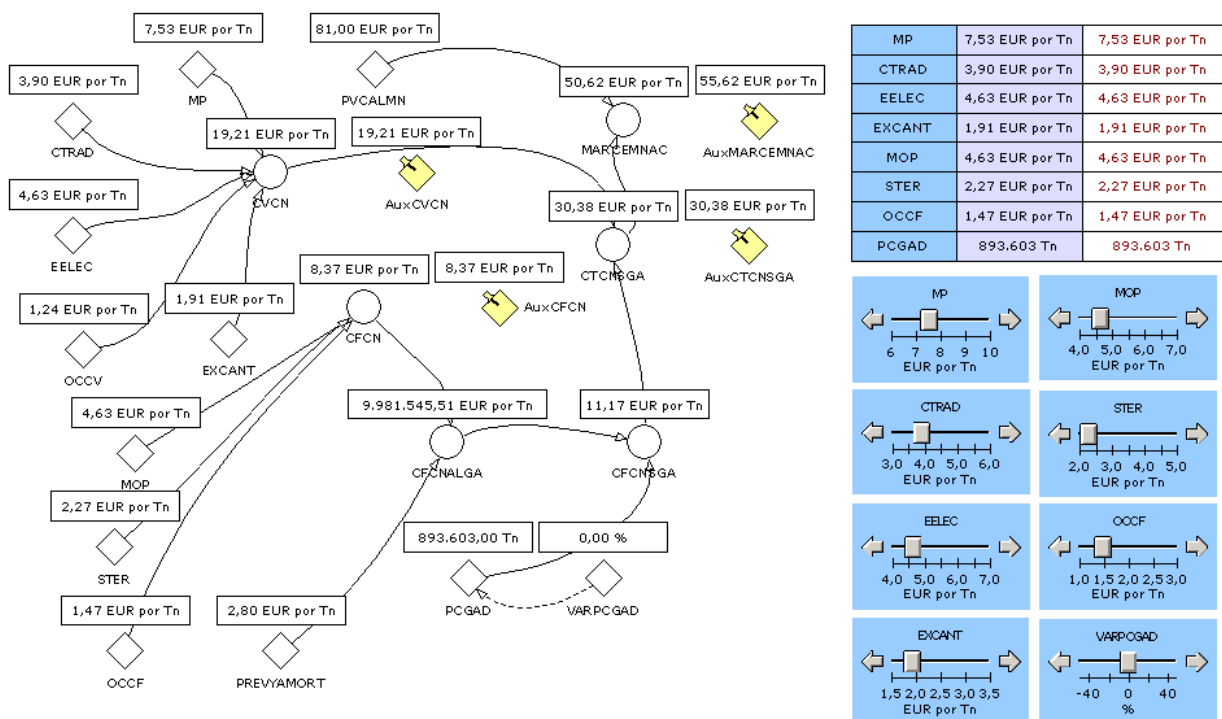 7,53 EUR por Tn
81,00 EUR por Tn
3,90 EUR por Tn
MP
PVCALMN
50,62 EUR por Tn
55,62 EUR por Tn
CTRAD
19,21 EUR por Tn
19,21 EUR por Tn
MARCEMNAC
AuxMARCEMNAC
4,63 EUR por Tn
CVCN
AuxCVCN
30,38 EUR por Tn
30,38 EUR por Tn
EELEC
8,37 EUR por Tn
8,37 EUR por Tn
CTCNSGA
AuxCTCNSGA
1,24 EUR por Tn
1,91 EUR por Tn
AuxCFCN
CFCN
OCCV
EXCANT
4,63 EUR por Tn
9.981.545,51 EUR por Tn
11,17 EUR por Tn
MOP
CFCNALGA
CFCNSGA
2,27 EUR por Tn
893.603,00 Tn
0,00 %
STER
1,47 EUR por Tn
2,80 EUR por Tn
PCGAD
VARPCGAD
OCCF
PREVYAMORT
MP 7,53 EUR por Tn 7,53 EUR por Tn
CTRAD 3,90 EUR por Tn 3,90 EUR por Tn
EELEC 4,63 EUR por Tn 4,63 EUR por Tn
EXCANT 1,91 EUR por Tn 1,91 EUR por Tn
MOP 4,63 EUR por Tn 4,63 EUR por Tn
STER 2,27 EUR por Tn 2,27 EUR por Tn
OCCF 1,47 EUR por Tn 1,47 EUR por Tn
PCGAD 893.603 Tn 893.603 Tn
MP
6 7 8 9 10
EUR por Tn
MOP
4,0 5,0 6,0 7,0
EUR por Tn
CTRAD
3,0 4,0 5,0 6,0
EUR por Tn
STER
2,0 3,0 4,0 5,0
EUR por Tn
EELEC
4,0 5,0 6,0 7,0
EUR por Tn
OCCF
1,0 1,5 2,0 2,5 3,0
EUR por Tn
EXCANT
1,5 2,0 2,5 3,0 3,5
EUR por Tn
VARPCGAD
-40 0 40
%